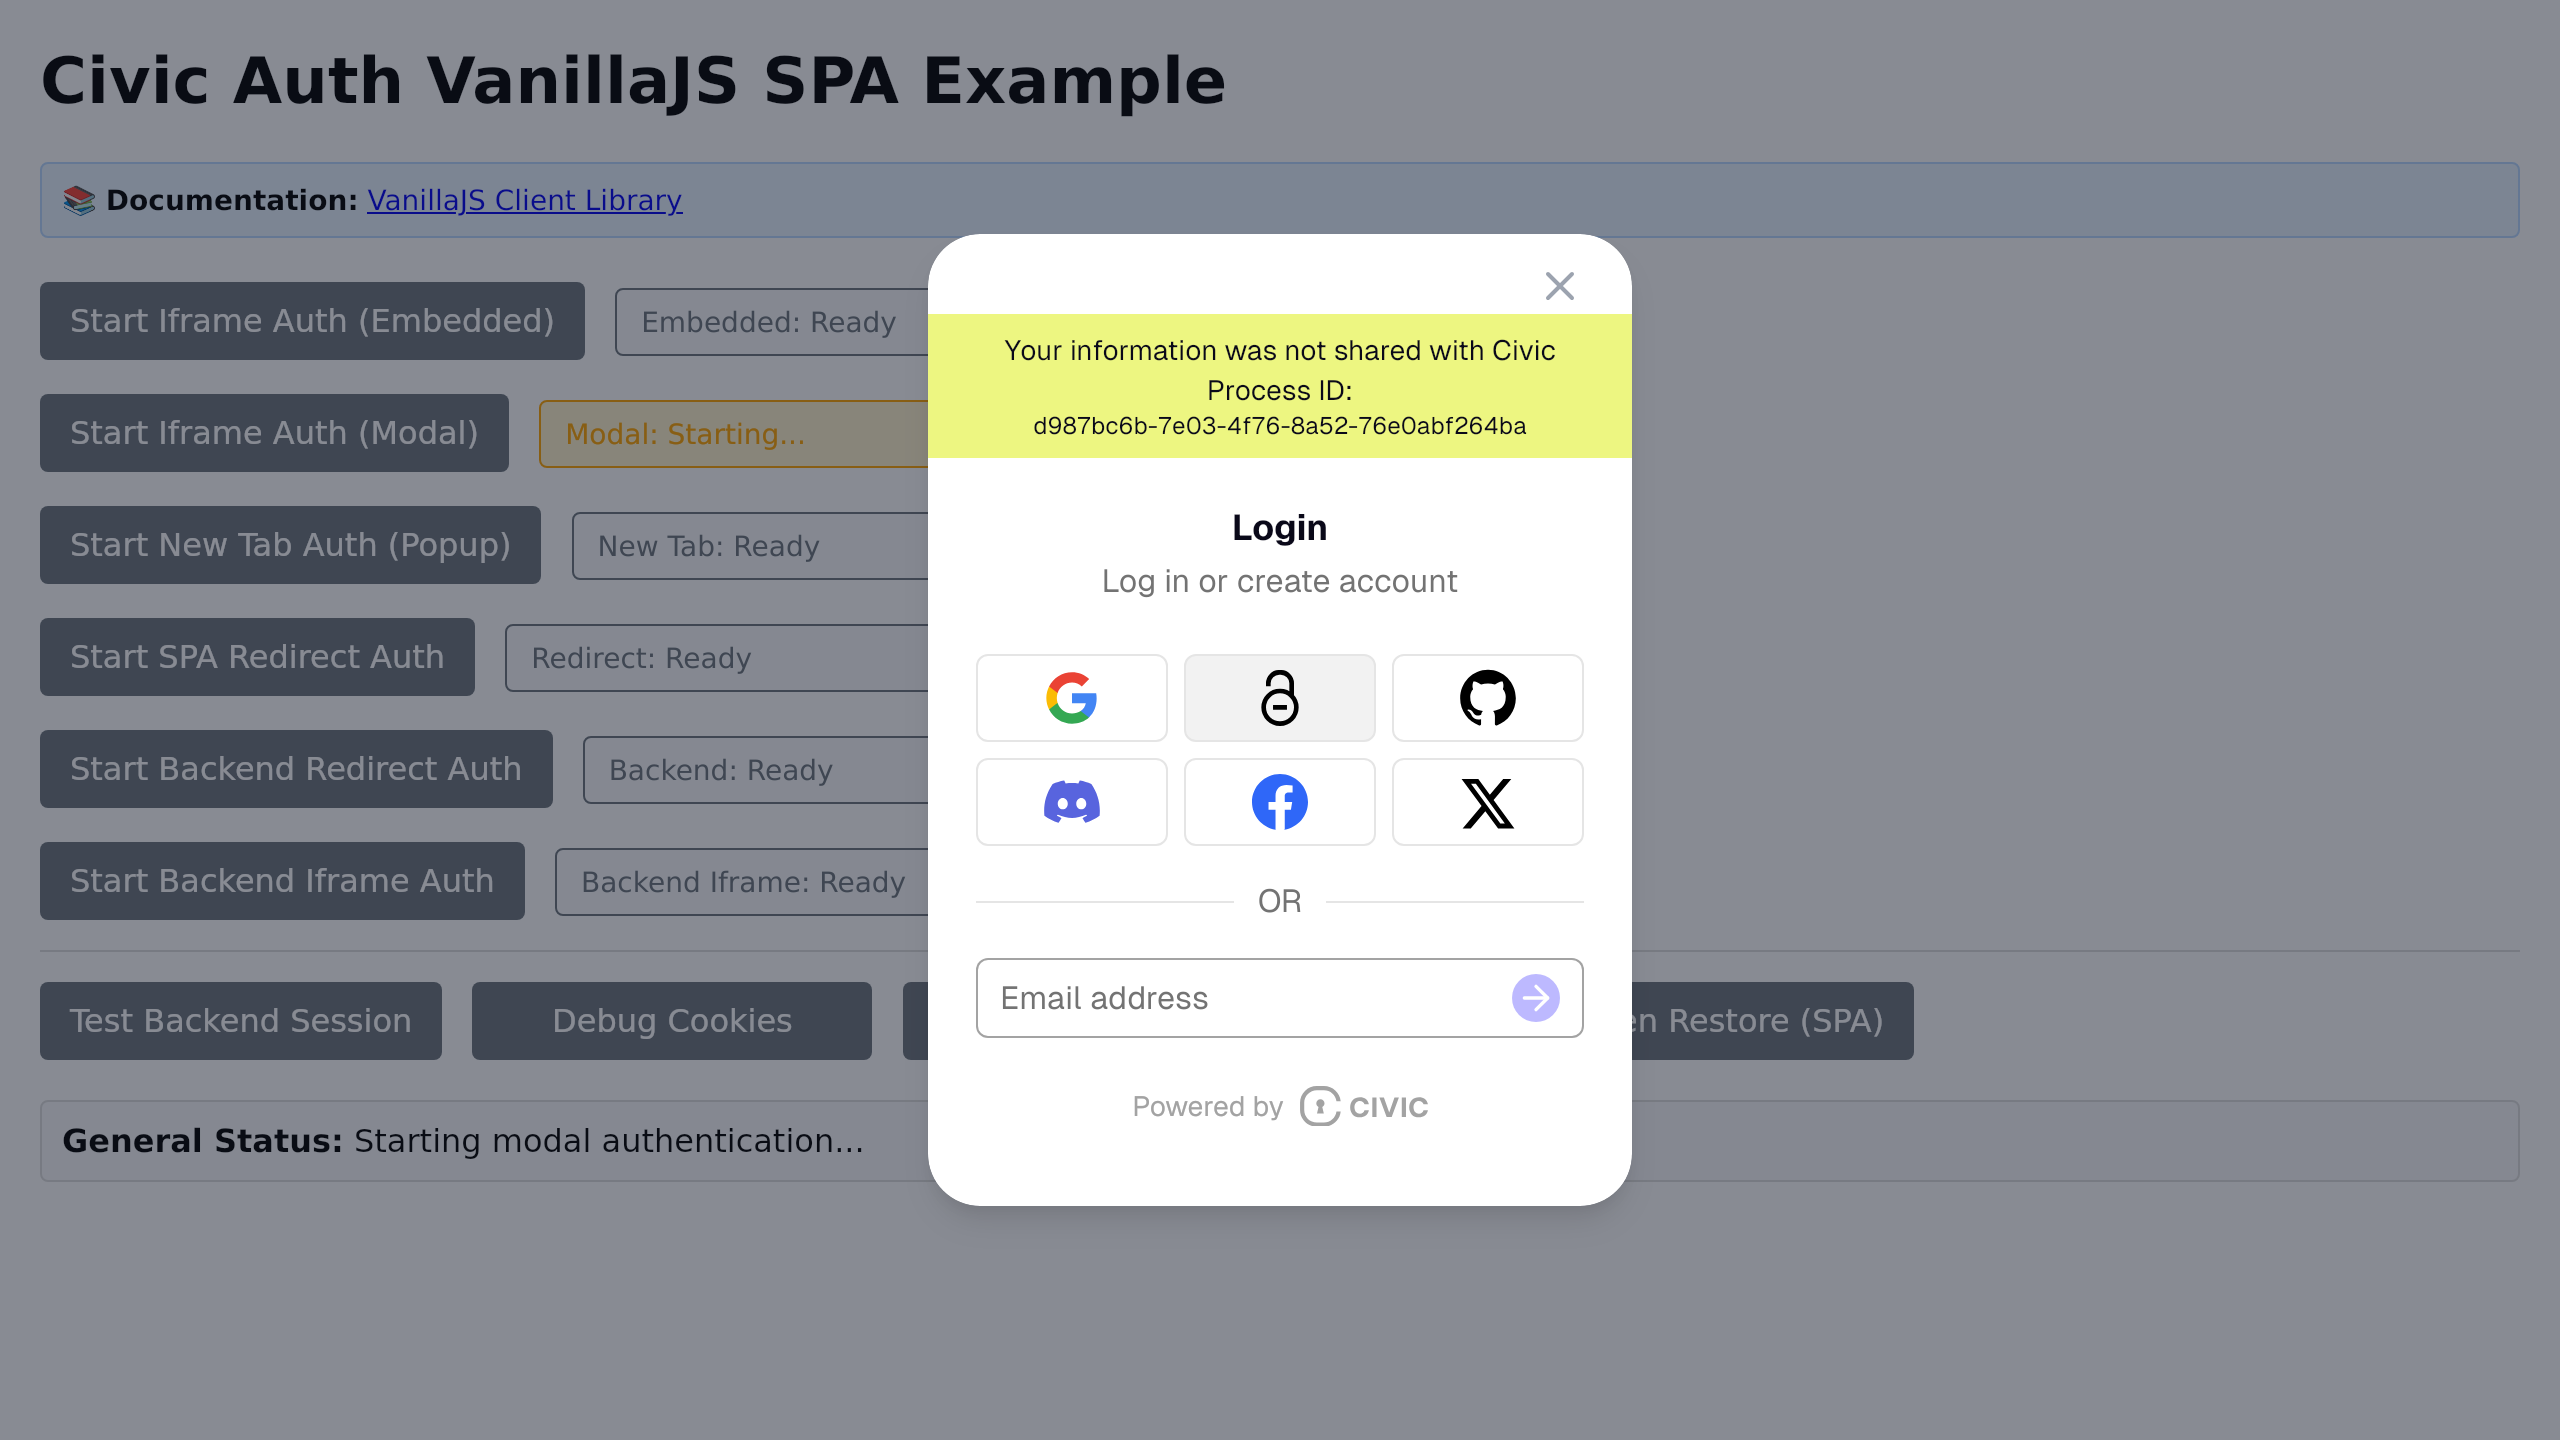 Civic Auth VanillaJS SPA Example
📚 Documentation: VanillaJS Client Library
Start Iframe Auth (Embedded)
Embedded: Ready
Start Iframe Auth (Modal)
Modal: Starting...
Start New Tab Auth (Popup)
New Tab: Ready
Start SPA Redirect Auth
Redirect: Ready
Start Backend Redirect Auth
Backend: Ready
Start Backend Iframe Auth
Backend Iframe: Ready
Test Backend Session
Debug Cookies
Restore (SPA)
General Status: Starting modal authentication...
Your information was not shared with Civic
Process ID:
d987bc6b-7e03-4f76-8a52-76e0abf264ba
Login
Log in or create account
OR
Email address
Powered by CIVIC